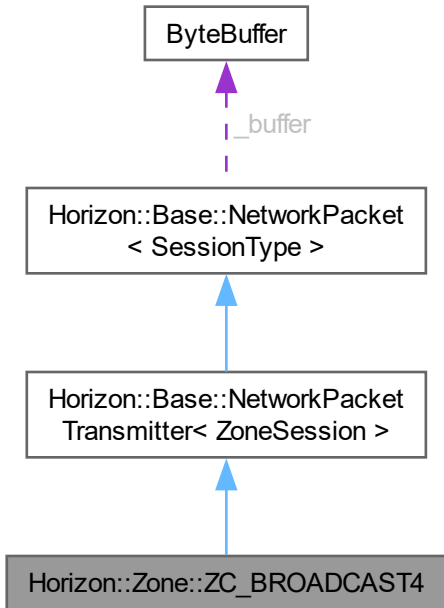 ByteBuffer
_buffer
Horizon::Base::NetworkPacket
< SessionType >
Horizon::Base::NetworkPacket
Transmitter< ZoneSession >
Horizon::Zone::ZC_BROADCAST4